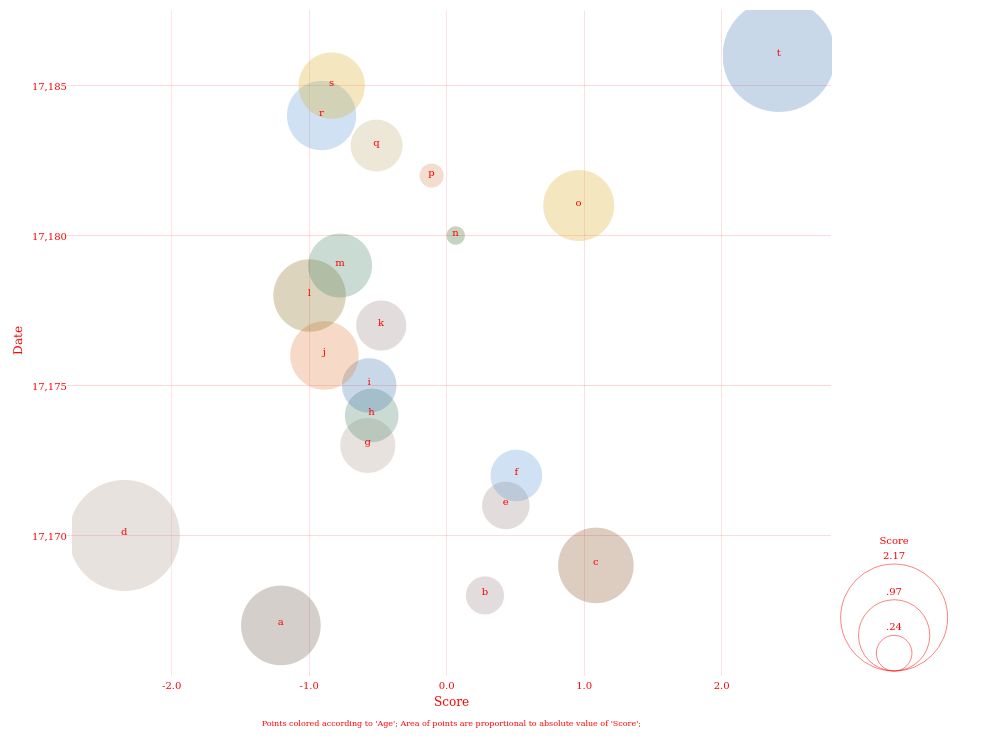 t
s
17,185
r
q
p
o
n
17,180
m
l
k
j
i
17,175
h
g
f
e
d
17,170
c
b
a
Date
-2.0
-1.0
0.0
1.0
2.0
Score
Score
2.17
.97
.24
Points colored according to 'Age'; Area of points are proportional to absolute value of 'Score';